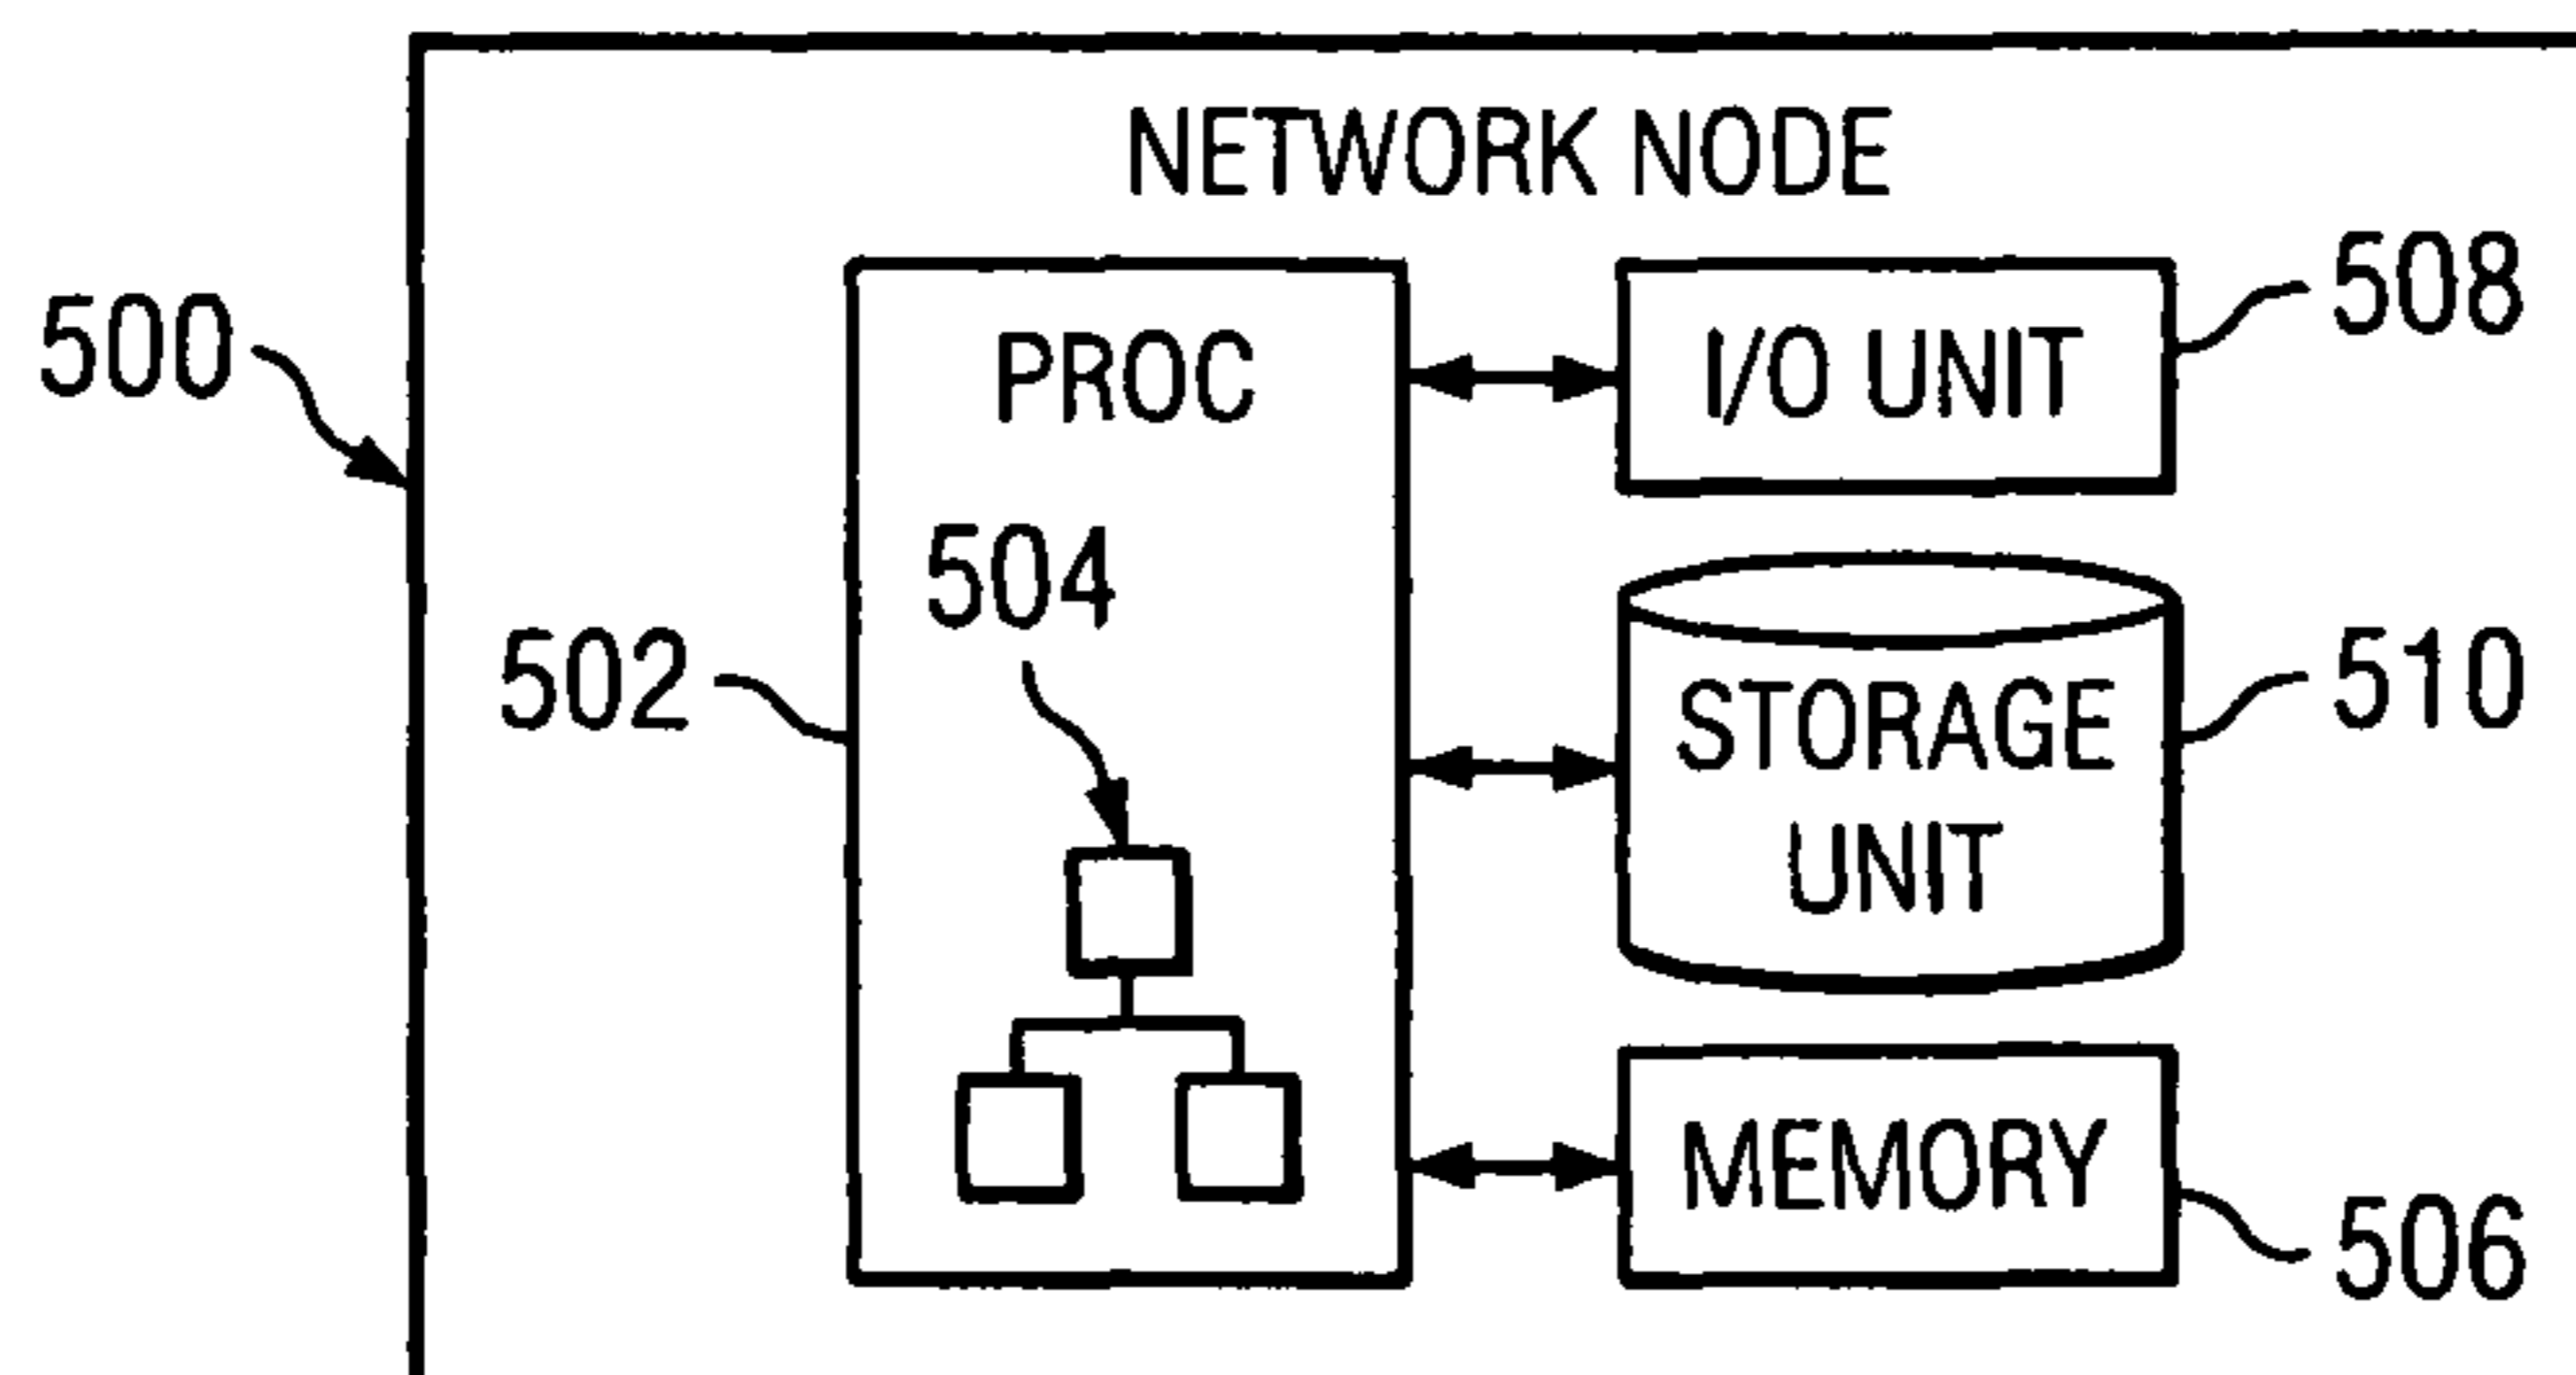 NETWORK NODE
500
502
PROC
504
I/O UNIT
508
STORAGE
UNIT
510
MEMORY
506